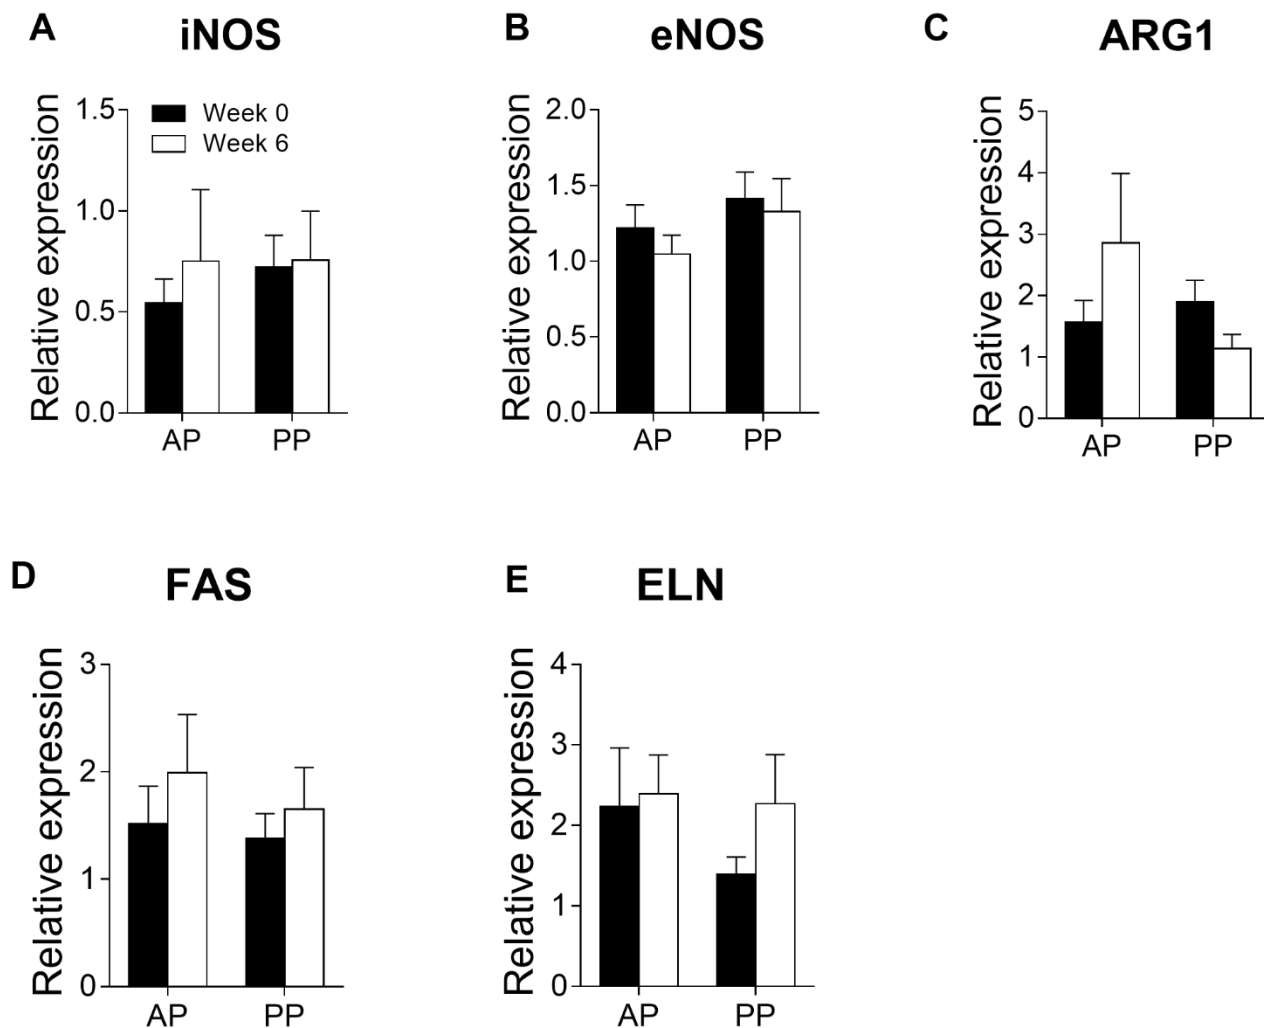 A iNOS
Relative expression
1.5
1.0
0.5
0.0
Week 0
Week 6
AP PP
B eNOS
Relative expression
2.0
1.5
1.0
0.5
0.0
AP PP
C ARG1
Relative expression
5
4
3
2
1
0
AP PP
D FAS
Relative expression
3
2
1
0
AP PP
E ELN
Relative expression
4
3
2
1
0
AP PP